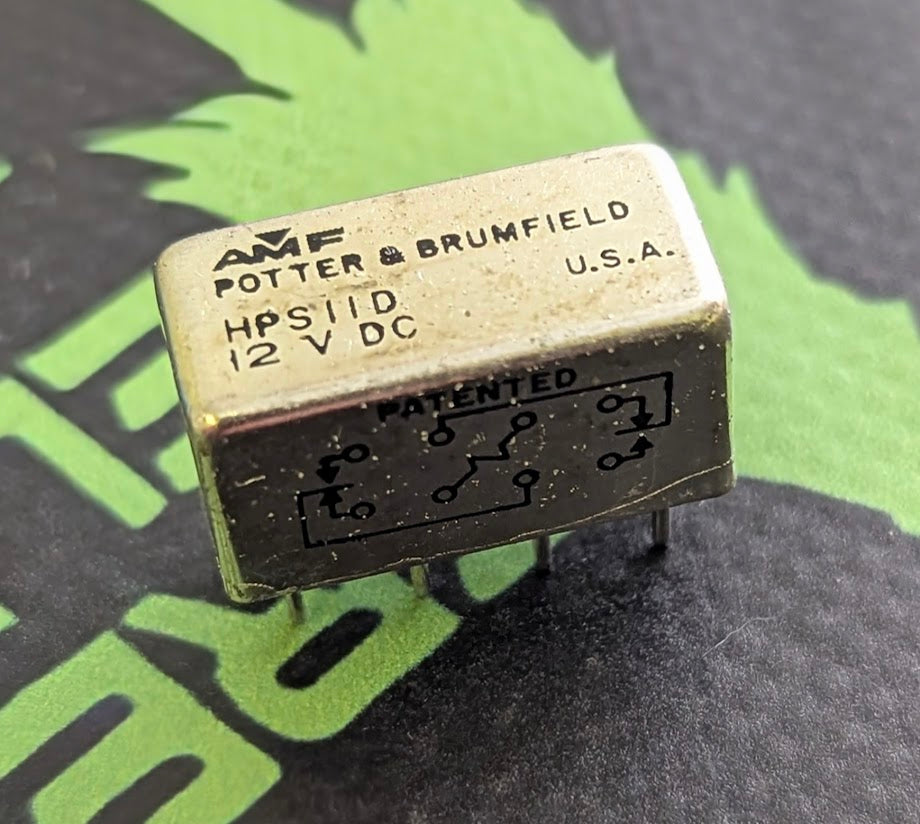 AMF
POTTER & BRUMFIELD
U.S.A.
HPS11D
12 V DC
PATENTED